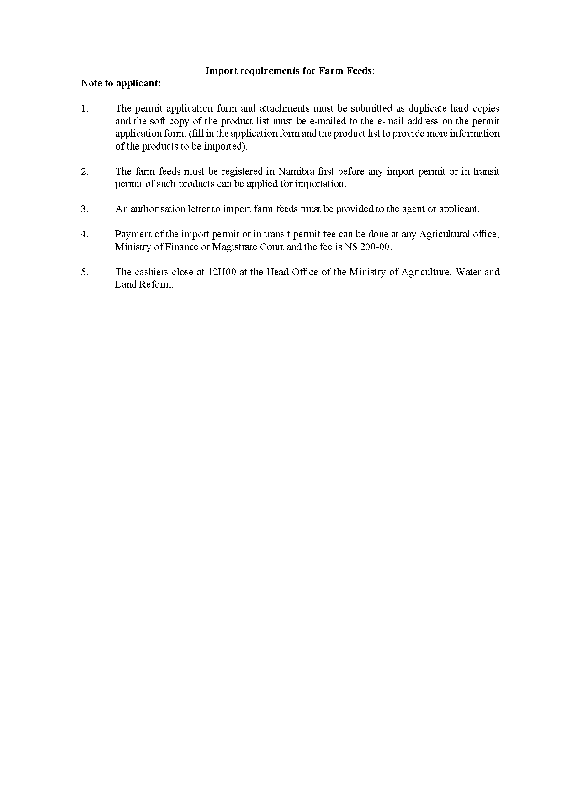 Import requirements for Farm Feeds:
Note to applicant:
1. The permit application form and attachments must be submitted as duplicate hard copies
and the soft copy of the product list must be e-mailed to the e-mail address on the permit
application form. (fill in the application form and the product list to provide more information
of the products to be imported).
2. The farm feeds must be registered in Namibia first before any import permit or in transit
permit of such products can be applied for importation.
3. An authorisation letter to import farm feeds must be provided to the agent or applicant.
4. Payment of the import permit or in transit permit fee can be done at any Agricultural office,
Ministry of Finance or Magistrate Court and the fee is N$ 200-00.
5. The cashiers close at 12H00 at the Head Office of the Ministry of Agriculture, Water and
Land Reform.